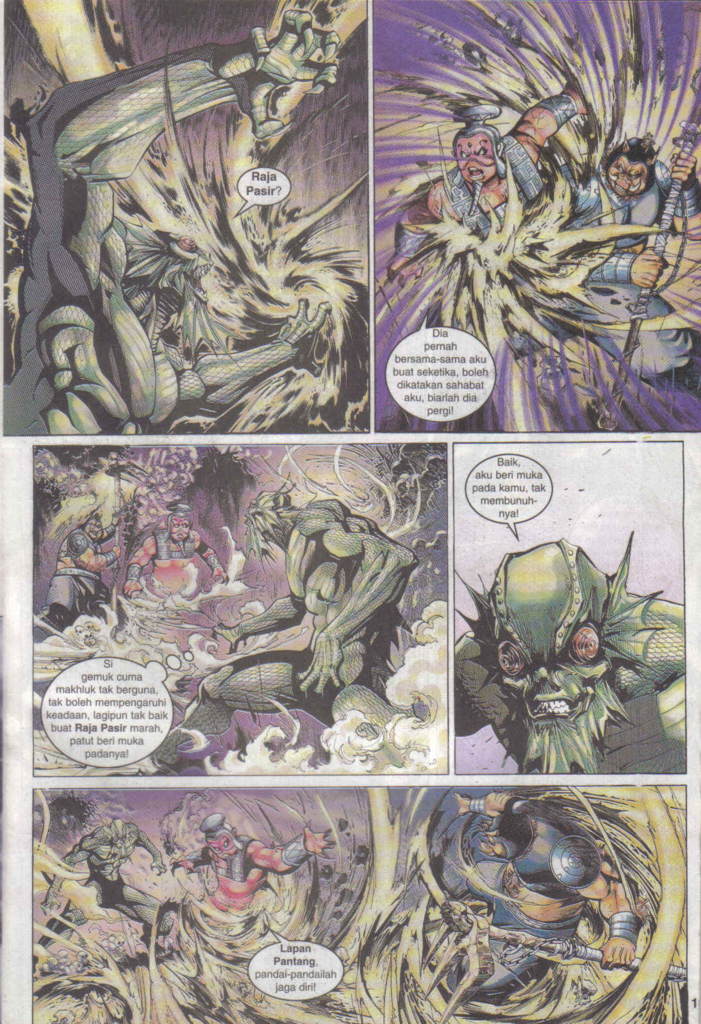 Raja
Pasir?
Dia
pernah
bersama-sama aku
buat seketika, boleh
dikatakan sahabat
aku, biarlah dia
pergi!
Si
gemuk cuma
makhluk tak berguna,
tak boleh mempengaruhi
keadaan, lagipun tak baik
buat Raja Pasir marah,
patut beri muka
padanya!
Baik,
aku beri muka
pada kamu, tak
membunuh-
nya!
Lapan
Pantang,
pandai-pandailah
jaga diri!
1